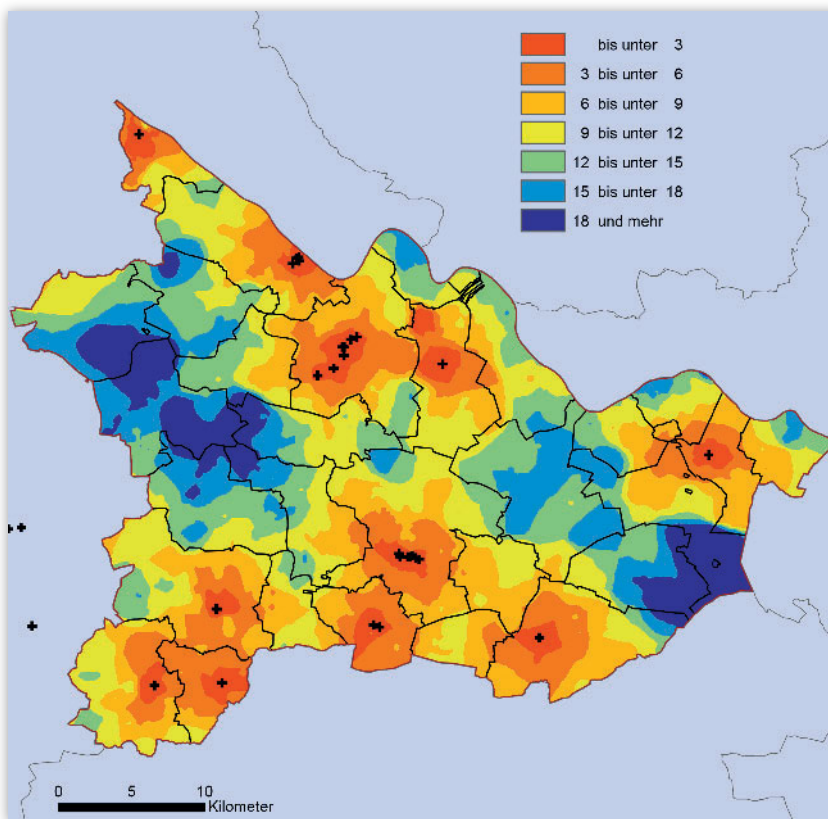 bis unter 3
3 bis unter 6
6 bis unter 9
9 bis unter 12
12 bis unter 15
15 bis unter 18
18 und mehr
0 5 10
Kilometer